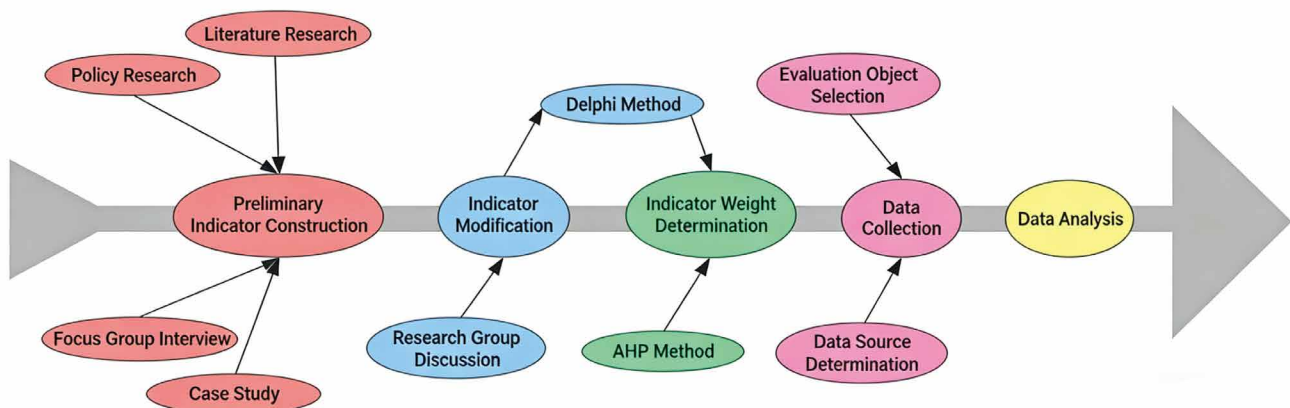 Literature Research
Policy Research
Preliminary
Indicator Construction
Focus Group Interview
Case Study
Delphi Method
Indicator
Modification
Research Group
Discussion
Indicator Weight
Determination
AHP Method
Evaluation Object
Selection
Data
Collection
Data Source
Determination
Data Analysis